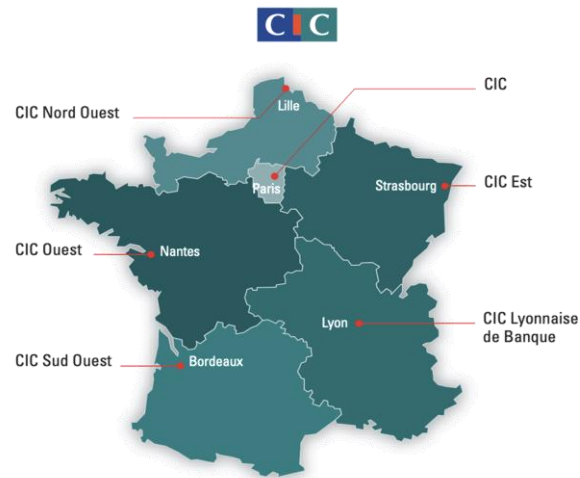 CIC
CIC
Lille
CIC Nord Ouest
Paris
Strasbourg
CIC Est
CIC Ouest
Nantes
Lyon
CIC Lyonnaise
de Banque
CIC Sud Ouest
Bordeaux